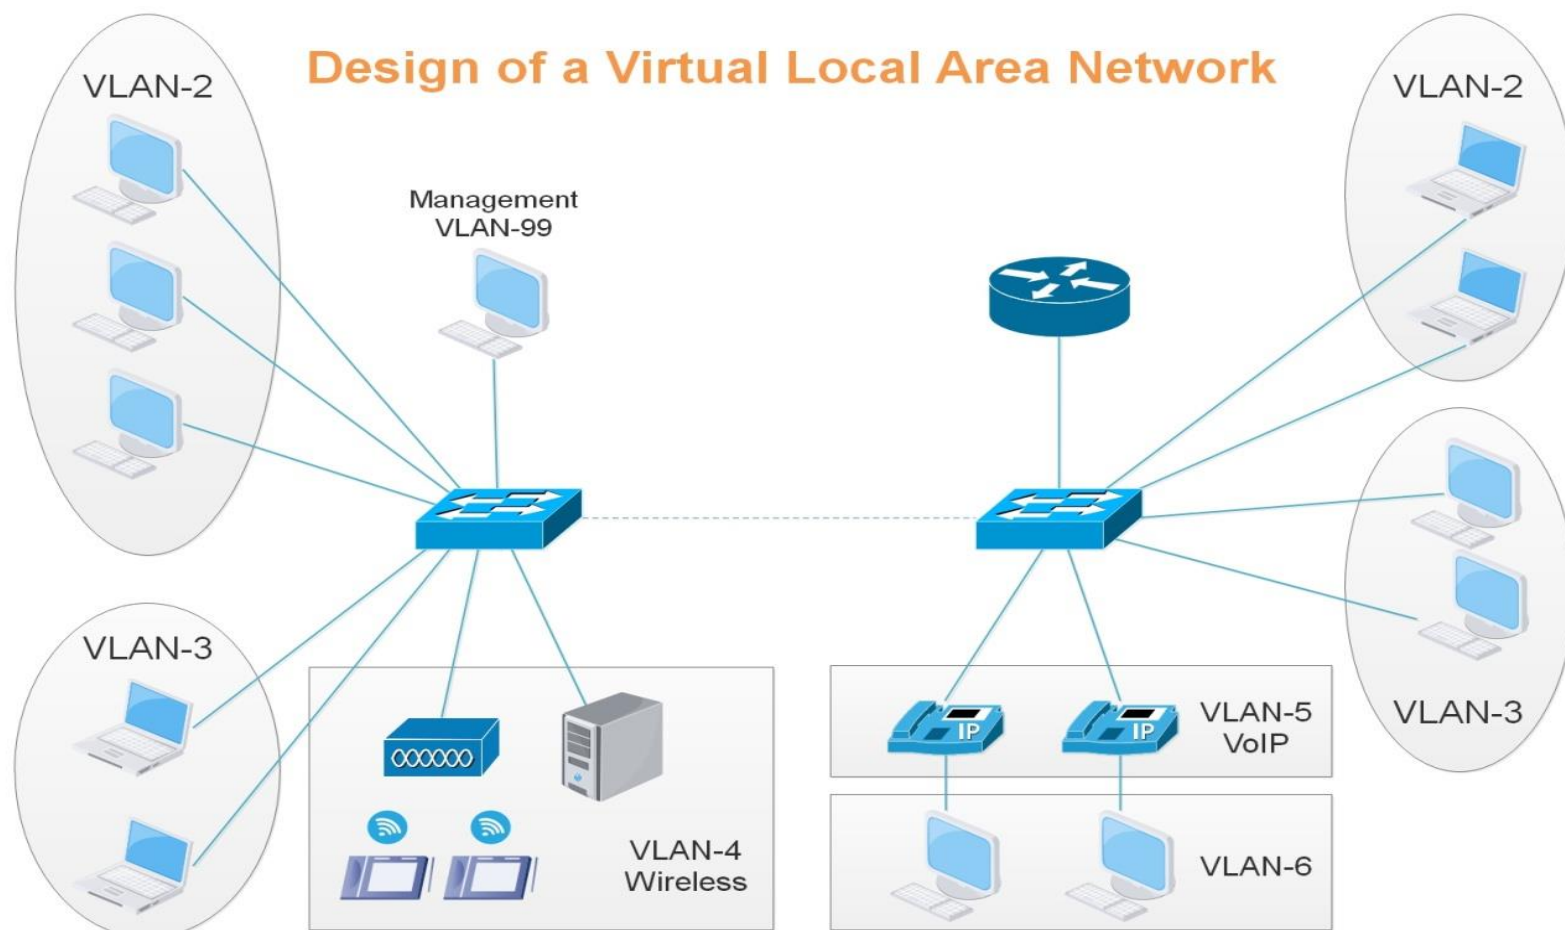 Design of a Virtual Local Area Network
VLAN-2
VLAN-2
Management
VLAN-99
VLAN-3
VLAN-4
Wireless
IP
IP
VLAN-5
VoIP
VLAN-6
VLAN-3